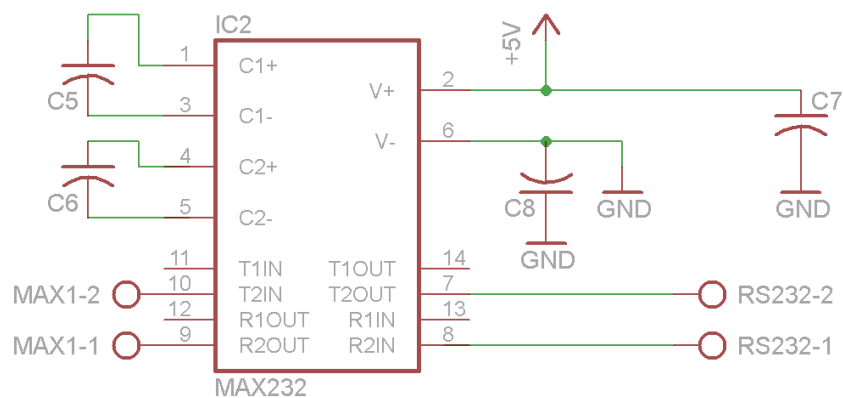 IC2
+5V
1
C1+
C5
3
C1-
V+
2
C7
V-
6
4
C2+
C6
5
C2-
C8
GND
GND
GND
11
T1IN
T1OUT
14
MAX1-2
10
T2IN
T2OUT
7
RS232-2
12
R1OUT
R1IN
13
MAX1-1
9
R2OUT
R2IN
8
RS232-1
MAX232